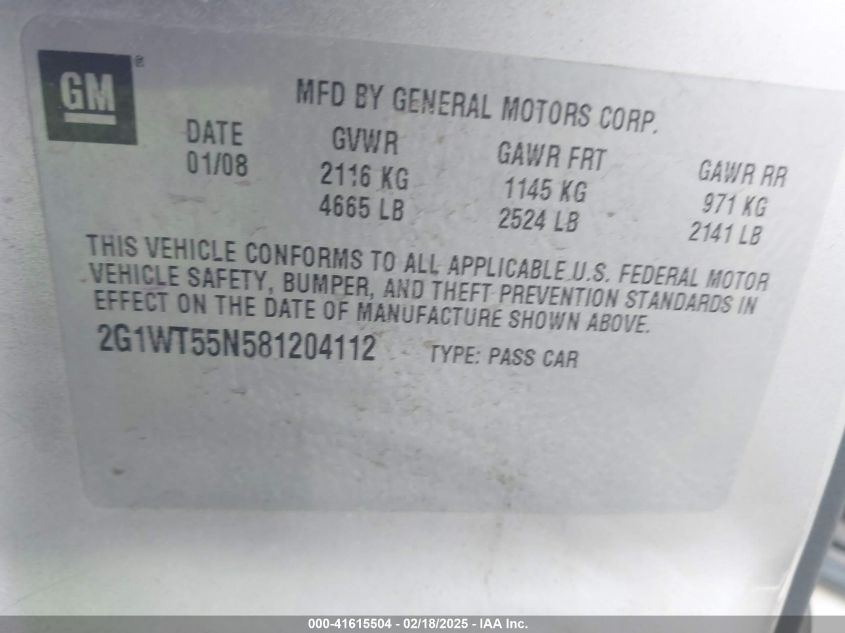 GM®
MFD BY GENERAL MOTORS CORP.
DATE GVWR GAWR FRT GAWR RR
01/08 2116 KG 1145 KG 971 KG
4665 LB 2524 LB 2141 LB
THIS VEHICLE CONFORMS TO ALL APPLICABLE U.S. FEDERAL MOTOR
VEHICLE SAFETY, BUMPER, AND THEFT PREVENTION STANDARDS IN
EFFECT ON THE DATE OF MANUFACTURE SHOWN ABOVE.
2G1WT55N581204112 TYPE: PASS CAR
000-41615504 - 02/18/2025 - IAA Inc.